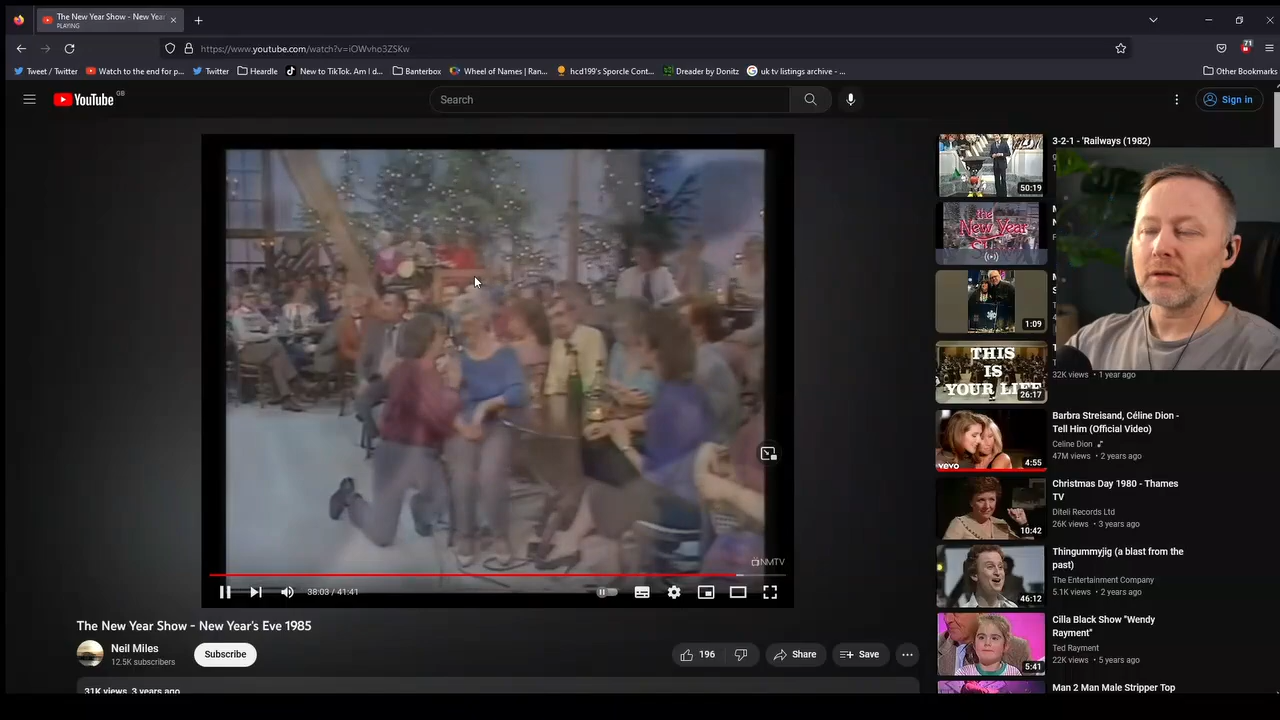 The New Year Show - New Year
PLAYING
https://www.youtube.com/watch?v=iOWvho3ZSKw
71
Tweet / Twitter
Watch to the end for p...
Twitter
Heardle
New to TikTok. Am I d...
Banterbox
Wheel of Names | Ran...
hcd199's Sporcle Cont...
Dreader by Donitz
uk tv listings archive - ...
Other Bookmarks
YouTube GB
Search
Sign in
3-2-1 - 'Railways (1982)
50:19
the New Year Show
1:09
THIS IS YOUR LIFE
26:17
32K views • 1 year ago
Barbra Streisand, Céline Dion - Tell Him (Official Video)
Celine Dion
47M views • 2 years ago
vevo
4:55
Christmas Day 1980 - Thames TV
Diteli Records Ltd
26K views • 3 years ago
10:42
Thingummyjig (a blast from the past)
The Entertainment Company
5.1K views • 2 years ago
46:12
Cilla Black Show "Wendy Rayment"
Ted Rayment
22K views • 5 years ago
5:41
Man 2 Man Male Stripper Top
NMTV
38:03 / 41:41
The New Year Show - New Year's Eve 1985
Neil Miles
12.5K subscribers
Subscribe
196
Share
Save
31K views 3 years ago